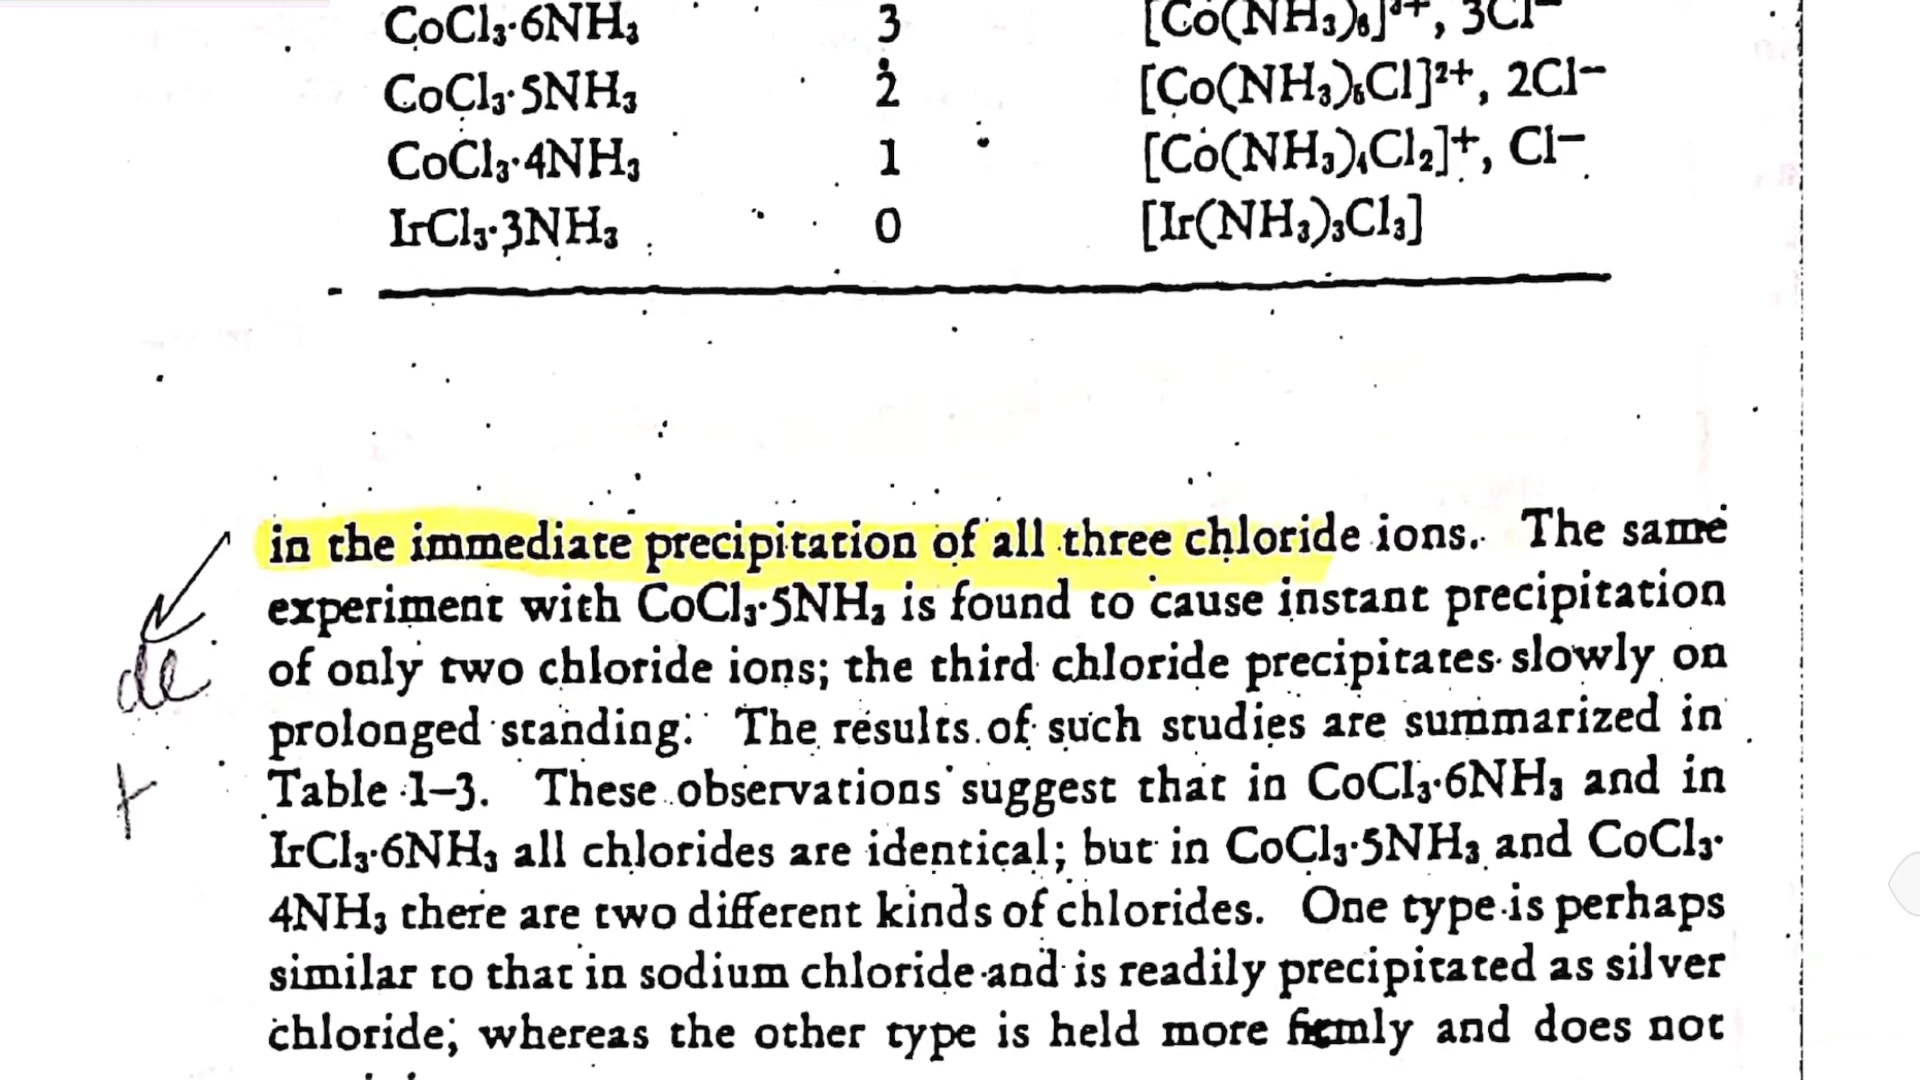 CoCl₃·6NH₃ 3 [Co(NH₃)₆]³⁺, 3Cl⁻
CoCl₃·5NH₃ 2 [Co(NH₃)₅Cl]²⁺, 2Cl⁻
CoCl₃·4NH₃ 1 [Co(NH₃)₄Cl₂]⁺, Cl⁻
IrCl₃·3NH₃ 0 [Ir(NH₃)₃Cl₃]
in the immediate precipitation of all three chloride ions. The same
experiment with CoCl₃·5NH₃ is found to cause instant precipitation
of only two chloride ions; the third chloride precipitates slowly on
prolonged standing. The results of such studies are summarized in
Table 1–3. These observations suggest that in CoCl₃·6NH₃ and in
IrCl₃·6NH₃ all chlorides are identical; but in CoCl₃·5NH₃ and CoCl₃·
4NH₃ there are two different kinds of chlorides. One type is perhaps
similar to that in sodium chloride and is readily precipitated as silver
chloride; whereas the other type is held more firmly and does not